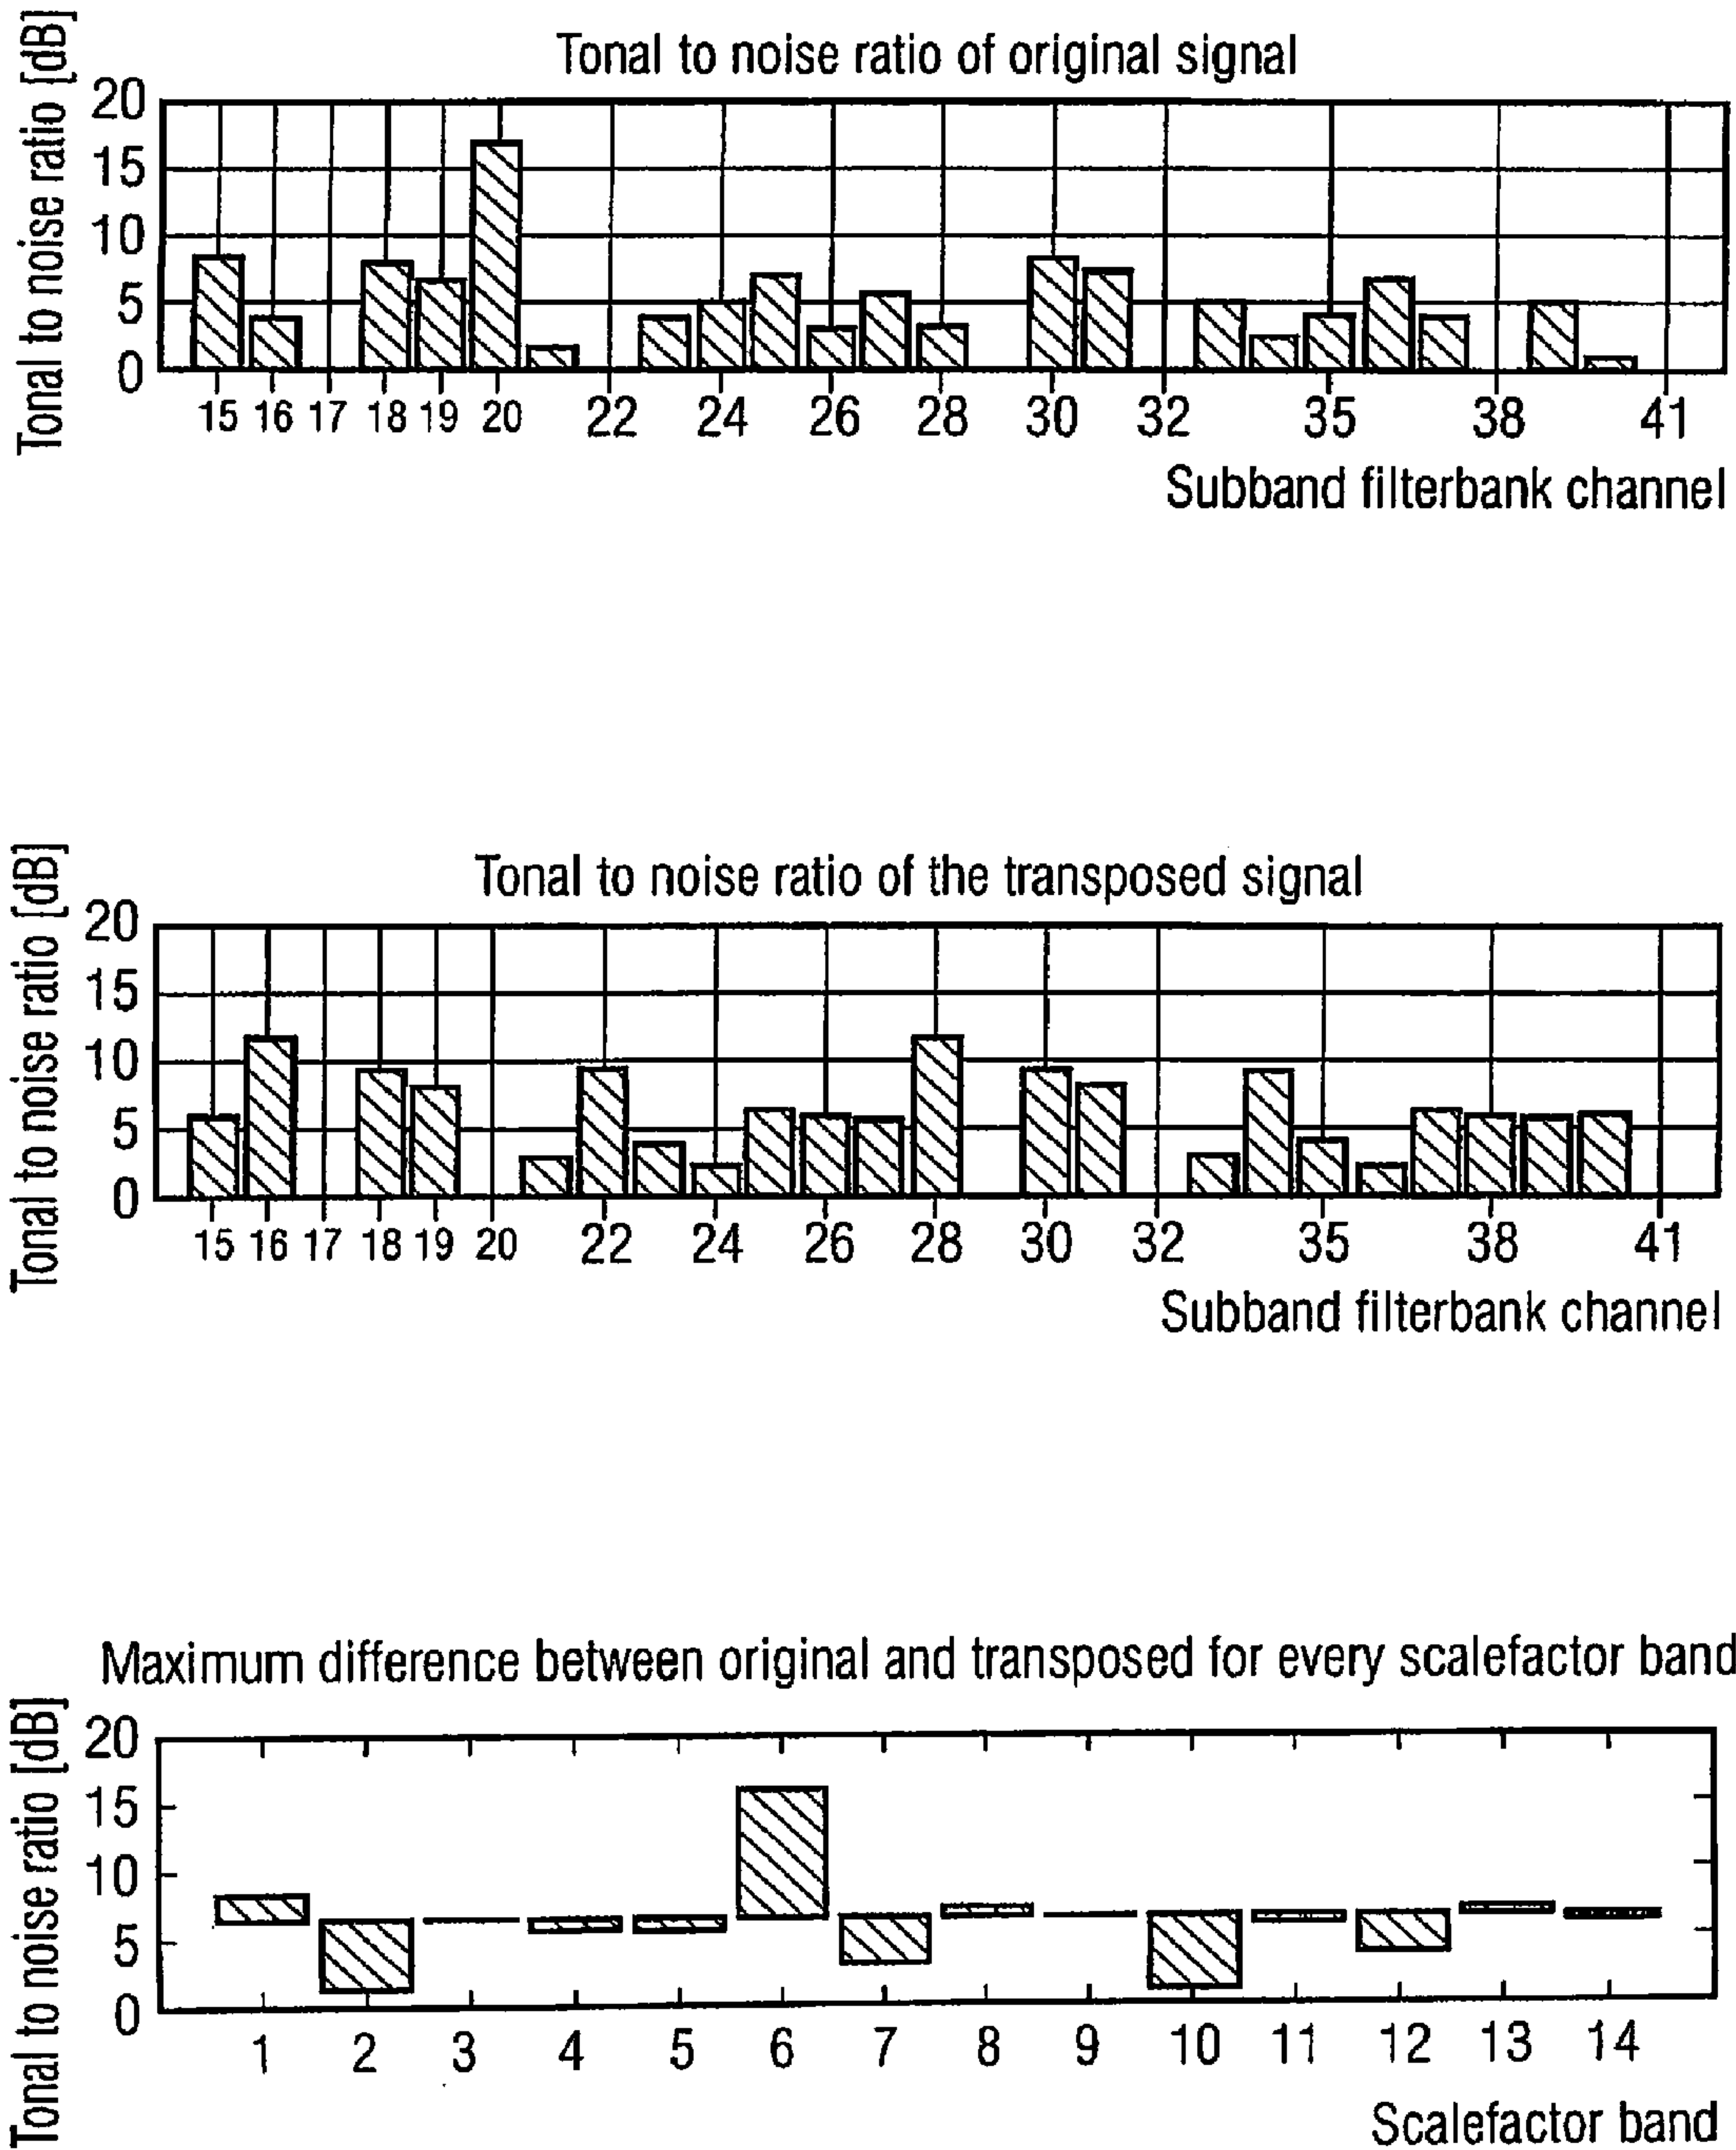 Tonal to noise ratio of original signal
Tonal to noise ratio [dB]
20
15
10
5
0
15 16 17 18 19 20 22 24 26 28 30 32 35 38 41
Subband filterbank channel
Tonal to noise ratio of the transposed signal
Tonal to noise ratio [dB]
20
15
10
5
0
15 16 17 18 19 20 22 24 26 28 30 32 35 38 41
Subband filterbank channel
Maximum difference between original and transposed for every scalefactor band
Tonal to noise ratio [dB]
20
15
10
5
0
1 2 3 4 5 6 7 8 9 10 11 12 13 14
Scalefactor band